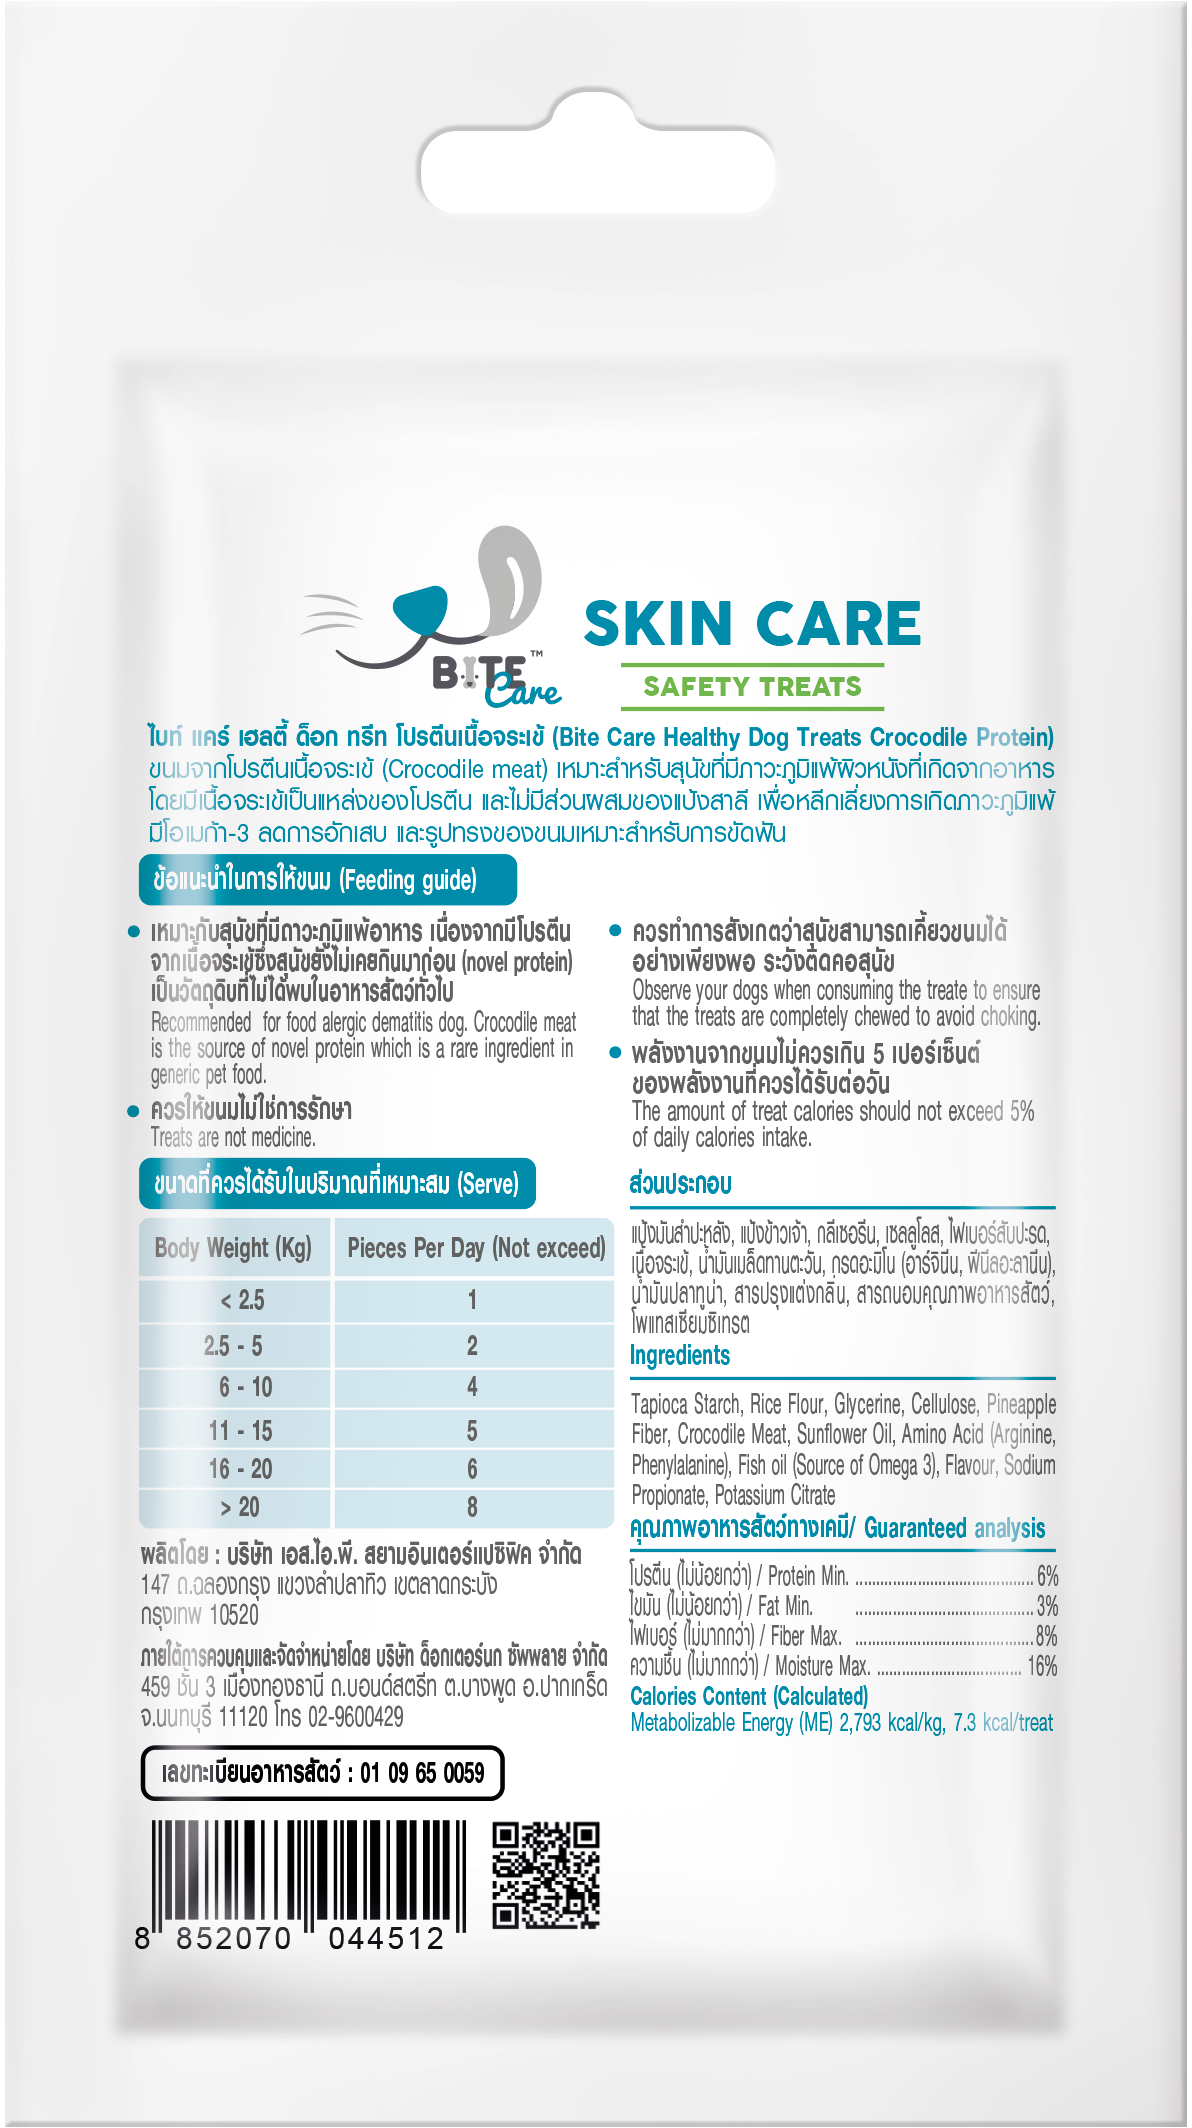 BITE™
Care
SKIN CARE
SAFETY TREATS
ไบท์ แคร์ เฮลตี้ ด็อก ทรีท โปรตีนเนื้อจระเข้ (Bite Care Healthy Dog Treats Crocodile Protein)
ขนมจากโปรตีนเนื้อจระเข้ (Crocodile meat) เหมาะสำหรับสุนัขที่มีภาวะภูมิแพ้ผิวหนังที่เกิดจากอาหาร
โดยมีเนื้อจระเข้เป็นแหล่งของโปรตีน และไม่มีส่วนผสมของแป้งสาลี เพื่อหลีกเลี่ยงการเกิดภาวะภูมิแพ้
มีโอเมก้า-3 ลดการอักเสบ และรูปทรงของขนมเหมาะสำหรับการขัดฟัน
ข้อแนะนำในการให้ขนม (Feeding guide)
• เหมาะกับสุนัขที่มีภาวะภูมิแพ้อาหาร เนื่องจากมีโปรตีน
จากเนื้อจระเข้ซึ่งสุนัขยังไม่เคยกินมาก่อน (novel protein)
เป็นวัตถุดิบที่ไม่ได้พบในอาหารสัตว์ทั่วไป
Recommended for food alergic dematitis dog. Crocodile meat
is the source of novel protein which is a rare ingredient in
generic pet food.
• ควรให้ขนมไม่ใช่การรักษา
Treats are not medicine.
• ควรทำการสังเกตว่าสุนัขสามารถเคี้ยวขนมได้
อย่างเพียงพอ ระวังติดคอสุนัข
Observe your dogs when consuming the treate to ensure
that the treats are completely chewed to avoid choking.
• พลังงานจากขนมไม่ควรเกิน 5 เปอร์เซ็นต์
ของพลังงานที่ควรได้รับต่อวัน
The amount of treat calories should not exceed 5%
of daily calories intake.
ขนาดที่ควรได้รับในปริมาณที่เหมาะสม (Serve)
Body Weight (Kg) Pieces Per Day (Not exceed)
< 2.5 1
2.5 - 5 2
6 - 10 4
11 - 15 5
16 - 20 6
> 20 8
ผลิตโดย : บริษัท เอส.ไอ.พี. สยามอินเตอร์แปซิฟิค จำกัด
147 ถ.ฉลองกรุง แขวงลำปลาทิว เขตลาดกระบัง
กรุงเทพ 10520
ภายใต้การควบคุมและจัดจำหน่ายโดย บริษัท ด็อกเตอร์นก ซัพพลาย จำกัด
459 ชั้น 3 เมืองทองธานี ถ.บอนด์สตรีท ต.บางพูด อ.ปากเกร็ด
จ.นนทบุรี 11120 โทร 02-9600429
เลขทะเบียนอาหารสัตว์ : 01 09 65 0059
8 852070 044512
ส่วนประกอบ
แป้งมันสำปะหลัง, แป้งข้าวเจ้า, กลีเซอรีน, เซลลูโลส, ไฟเบอร์สับปะรด,
เนื้อจระเข้, น้ำมันเมล็ดทานตะวัน, กรดอะมิโน (อาร์จินีน, ฟีนิลอะลานีน),
น้ำมันปลาทูน่า, สารปรุงแต่งกลิ่น, สารถนอมคุณภาพอาหารสัตว์,
โพแทสเซียมซิเทรต
Ingredients
Tapioca Starch, Rice Flour, Glycerine, Cellulose, Pineapple
Fiber, Crocodile Meat, Sunflower Oil, Amino Acid (Arginine,
Phenylalanine), Fish oil (Source of Omega 3), Flavour, Sodium
Propionate, Potassium Citrate
คุณภาพอาหารสัตว์ทางเคมี/ Guaranteed analysis
โปรตีน (ไม่น้อยกว่า) / Protein Min. ........................................... 6%
ไขมัน (ไม่น้อยกว่า) / Fat Min. ........................................... 3%
ไฟเบอร์ (ไม่มากกว่า) / Fiber Max. ........................................... 8%
ความชื้น (ไม่มากกว่า) / Moisture Max. ................................... 16%
Calories Content (Calculated)
Metabolizable Energy (ME) 2,793 kcal/kg, 7.3 kcal/treat